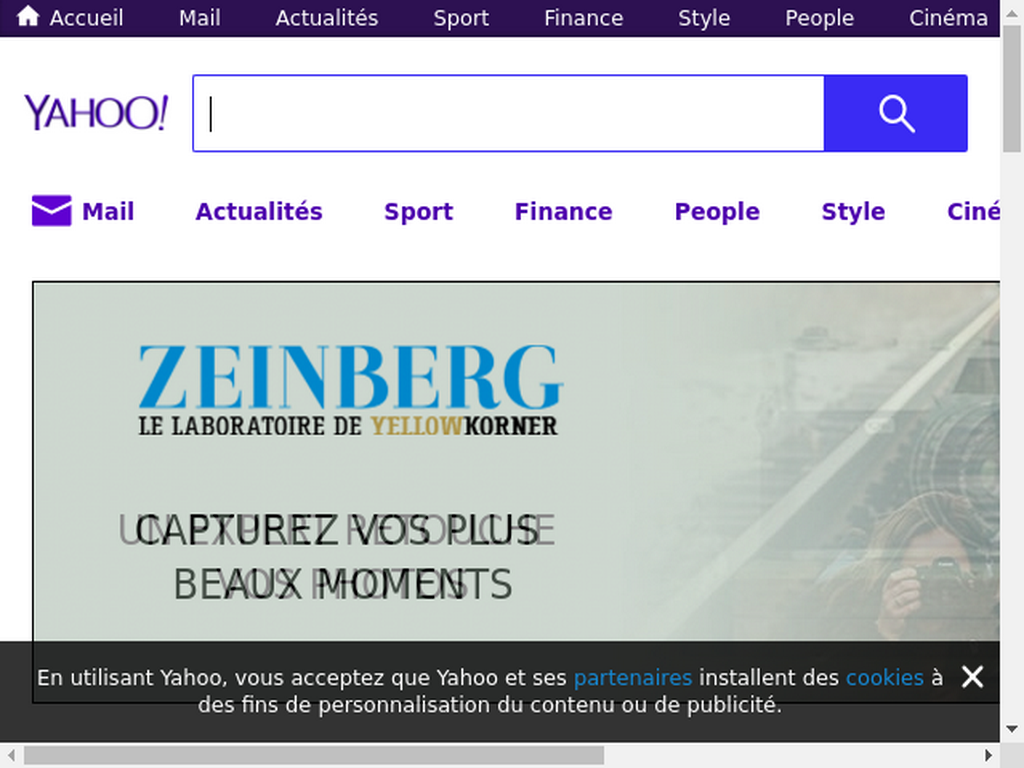 Accueil Mail Actualités Sport Finance Style People Cinéma
YAHOO!
Mail Actualités Sport Finance People Style Ciné
ZEINBERG
LE LABORATOIRE DE YELLOWKORNER
CAPTUREZ VOS PLUS
BEAUX MOMENTS
En utilisant Yahoo, vous acceptez que Yahoo et ses partenaires installent des cookies à
des fins de personnalisation du contenu ou de publicité.